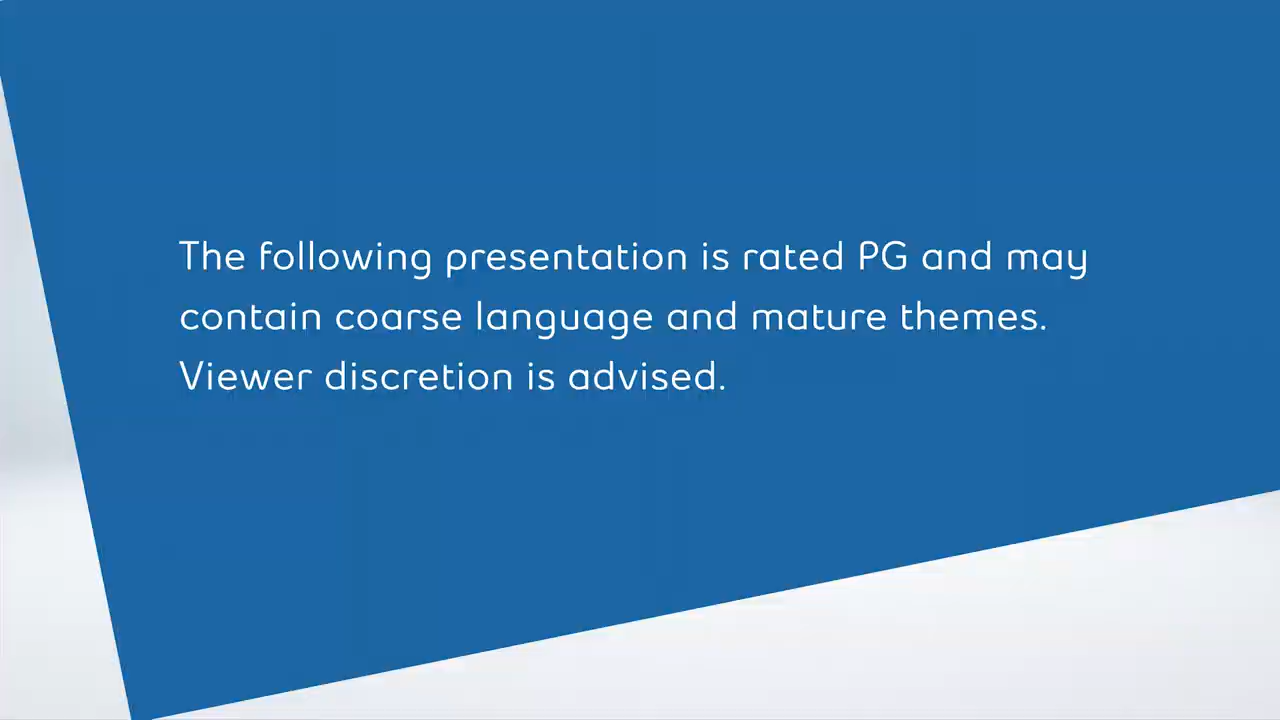 The following presentation is rated PG and may
contain coarse language and mature themes.
Viewer discretion is advised.